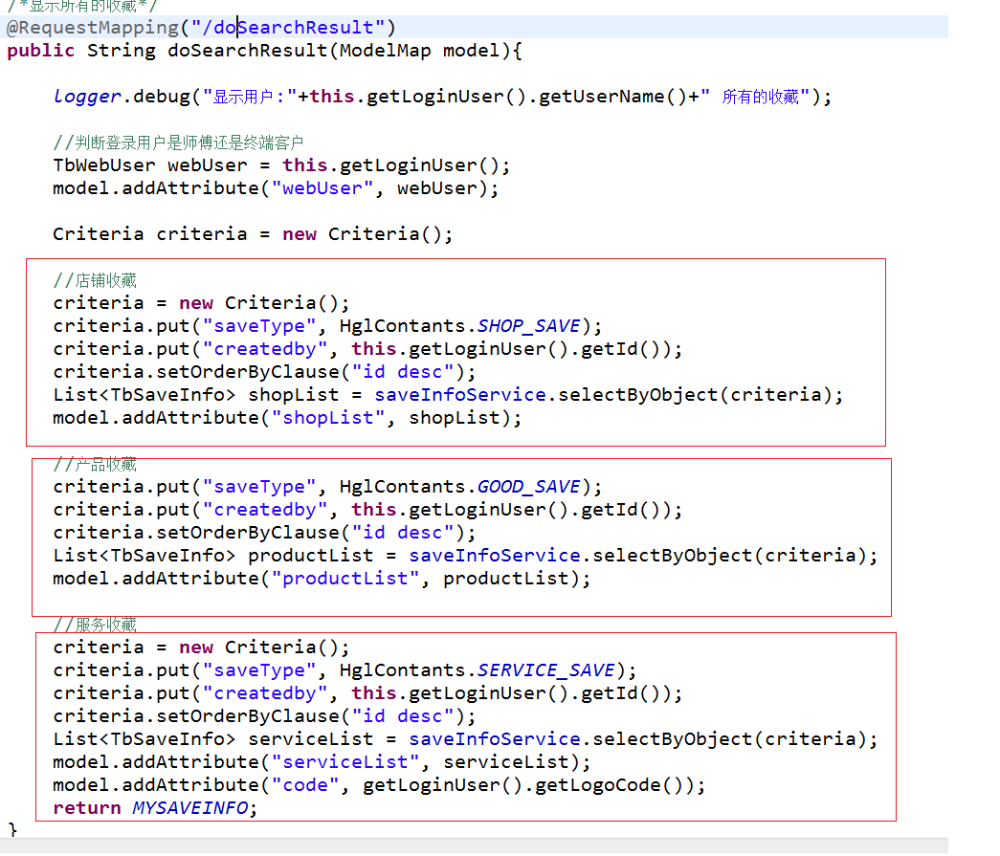 /*显示所有的收藏*/
@RequestMapping("/doSearchResult")
public String doSearchResult(ModelMap model){
logger.debug("显示用户:"+this.getLoginUser().getUserName()+" 所有的收藏");
//判断登录用户是师傅还是终端客户
TbWebUser webUser = this.getLoginUser();
model.addAttribute("webUser", webUser);
Criteria criteria = new Criteria();
//店铺收藏
criteria = new Criteria();
criteria.put("saveType", HglContants.SHOP_SAVE);
criteria.put("createdby", this.getLoginUser().getId());
criteria.setOrderByClause("id desc");
List<TbSaveInfo> shopList = saveInfoService.selectByObject(criteria);
model.addAttribute("shopList", shopList);
//产品收藏
criteria.put("saveType", HglContants.GOOD_SAVE);
criteria.put("createdby", this.getLoginUser().getId());
criteria.setOrderByClause("id desc");
List<TbSaveInfo> productList = saveInfoService.selectByObject(criteria);
model.addAttribute("productList", productList);
//服务收藏
criteria = new Criteria();
criteria.put("saveType", HglContants.SERVICE_SAVE);
criteria.put("createdby", this.getLoginUser().getId());
criteria.setOrderByClause("id desc");
List<TbSaveInfo> serviceList = saveInfoService.selectByObject(criteria);
model.addAttribute("serviceList", serviceList);
model.addAttribute("code", getLoginUser().getLogoCode());
return MYSAVEINFO;
}